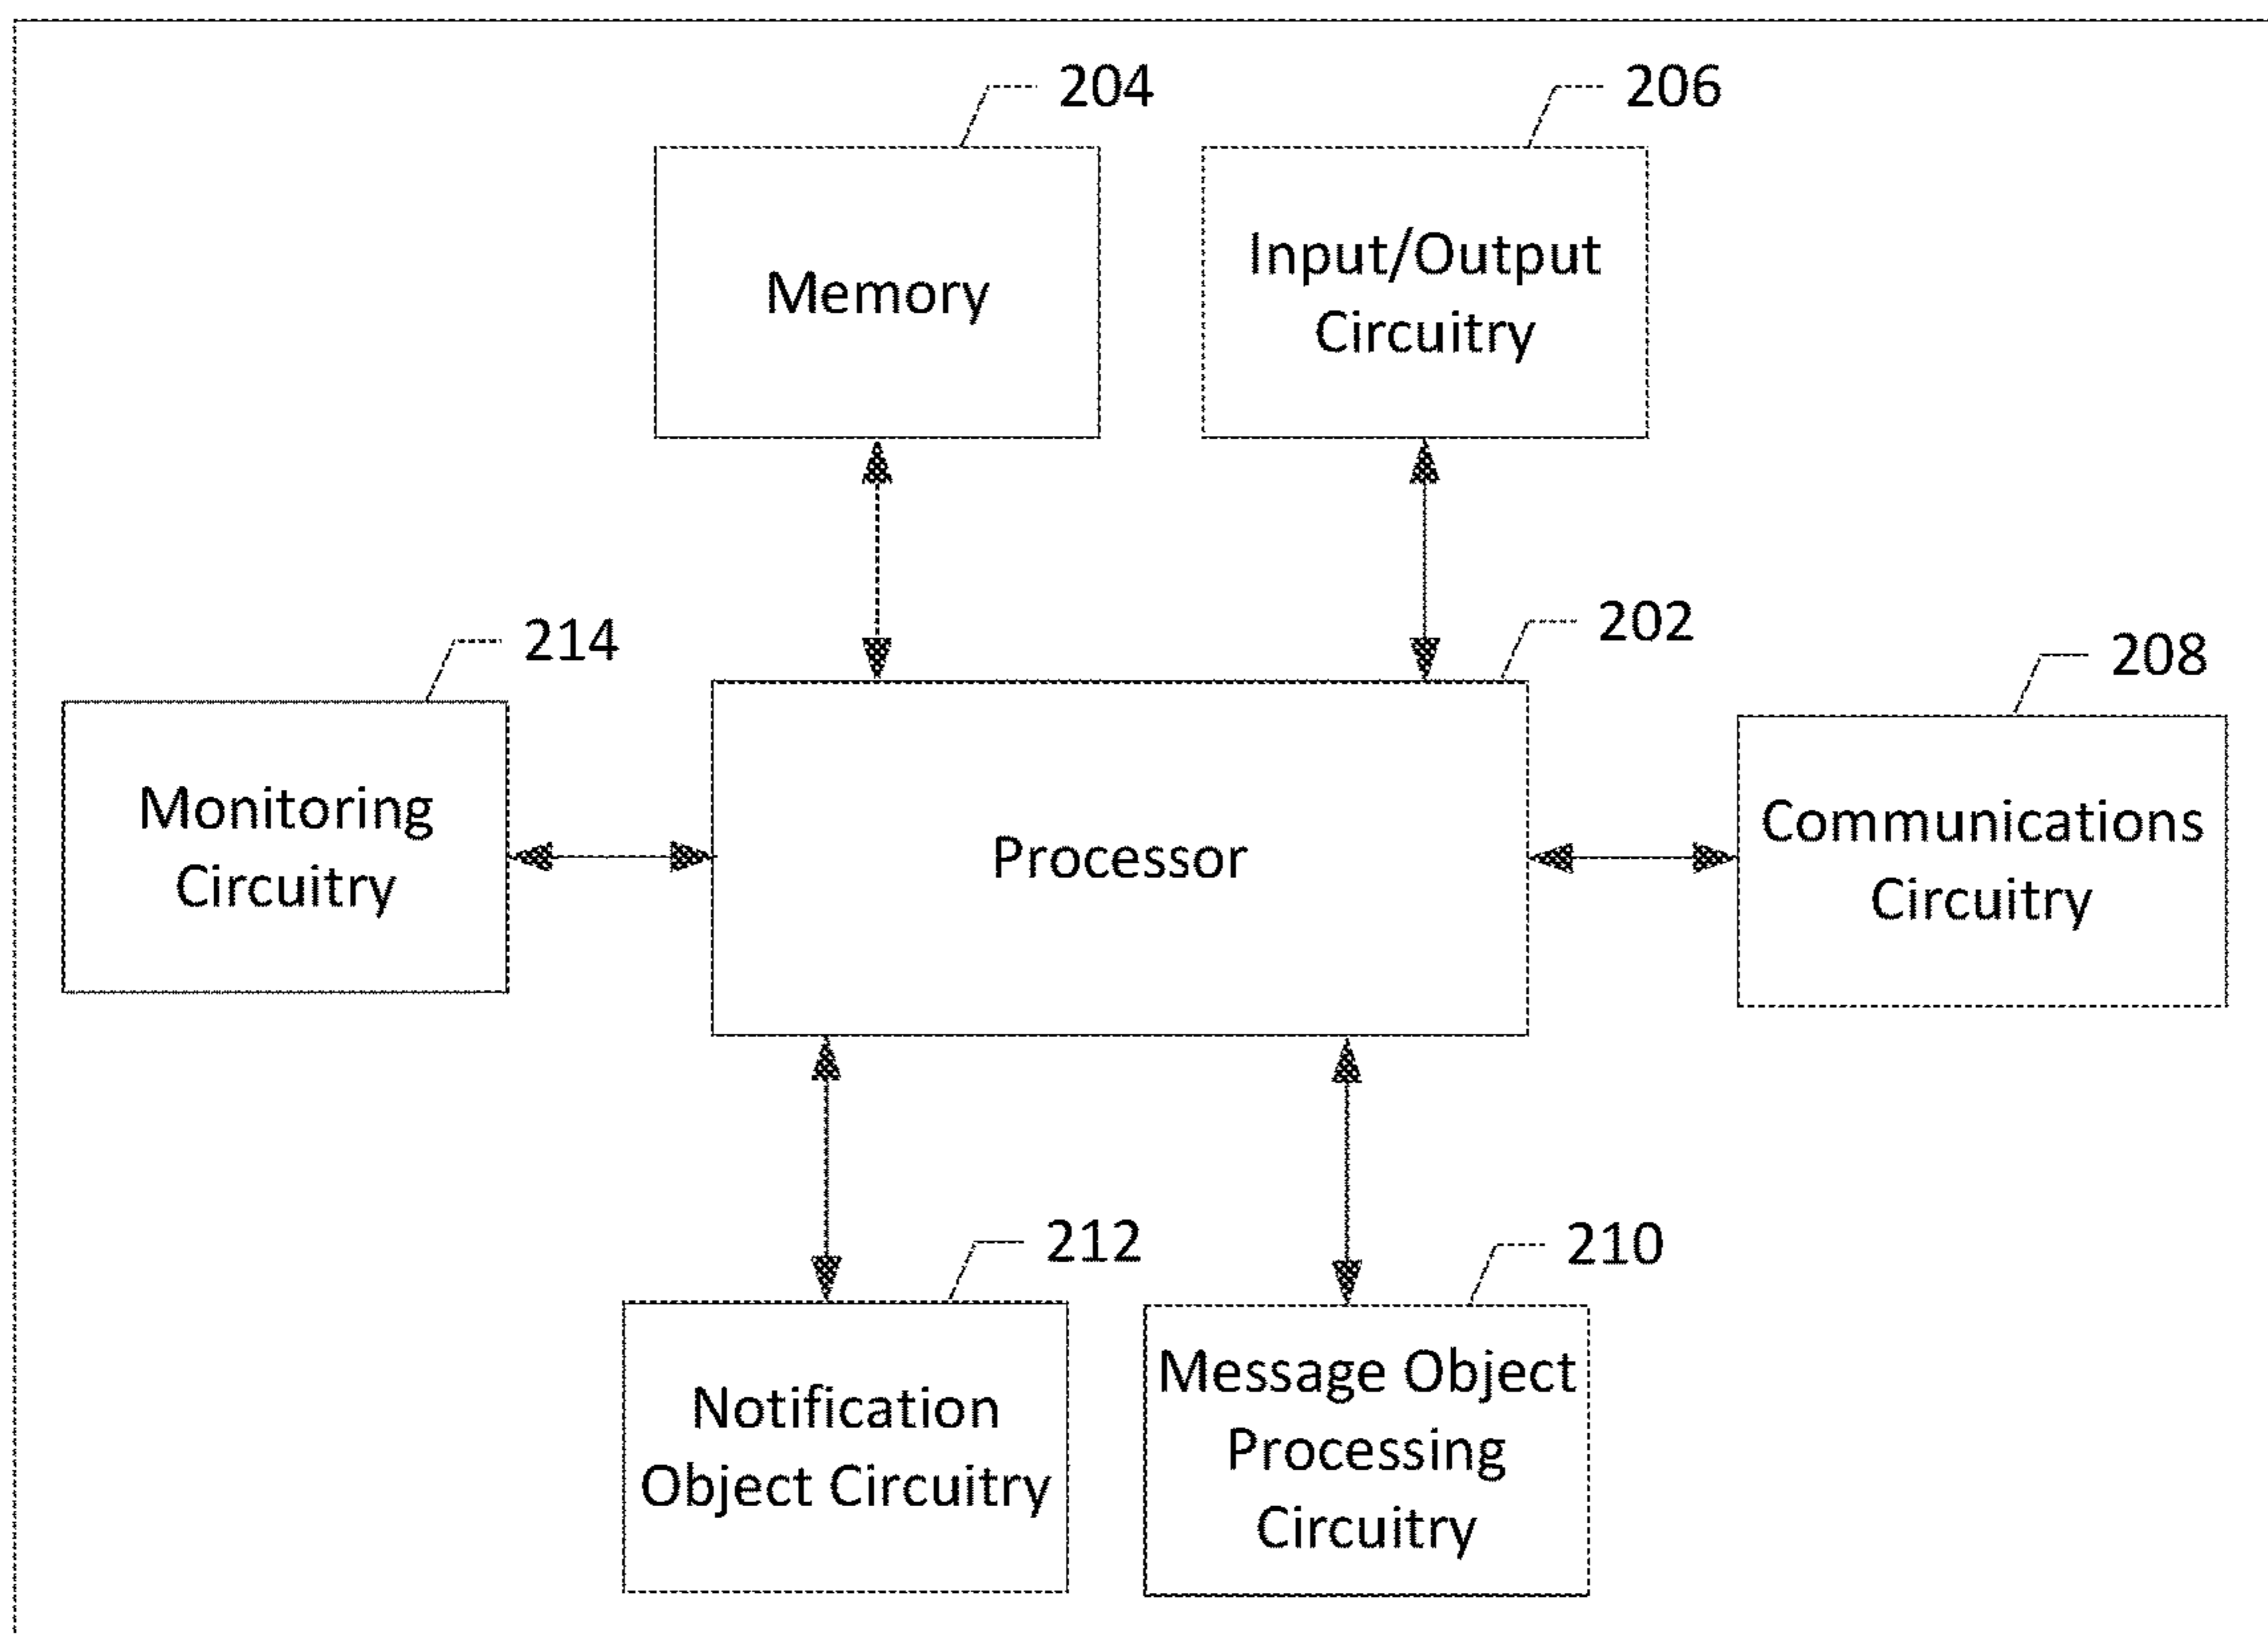 204
206
Memory
Input/Output
Circuitry
214
202
208
Monitoring
Circuitry
Processor
Communications
Circuitry
212
210
Notification
Object Circuitry
Message Object
Processing
Circuitry